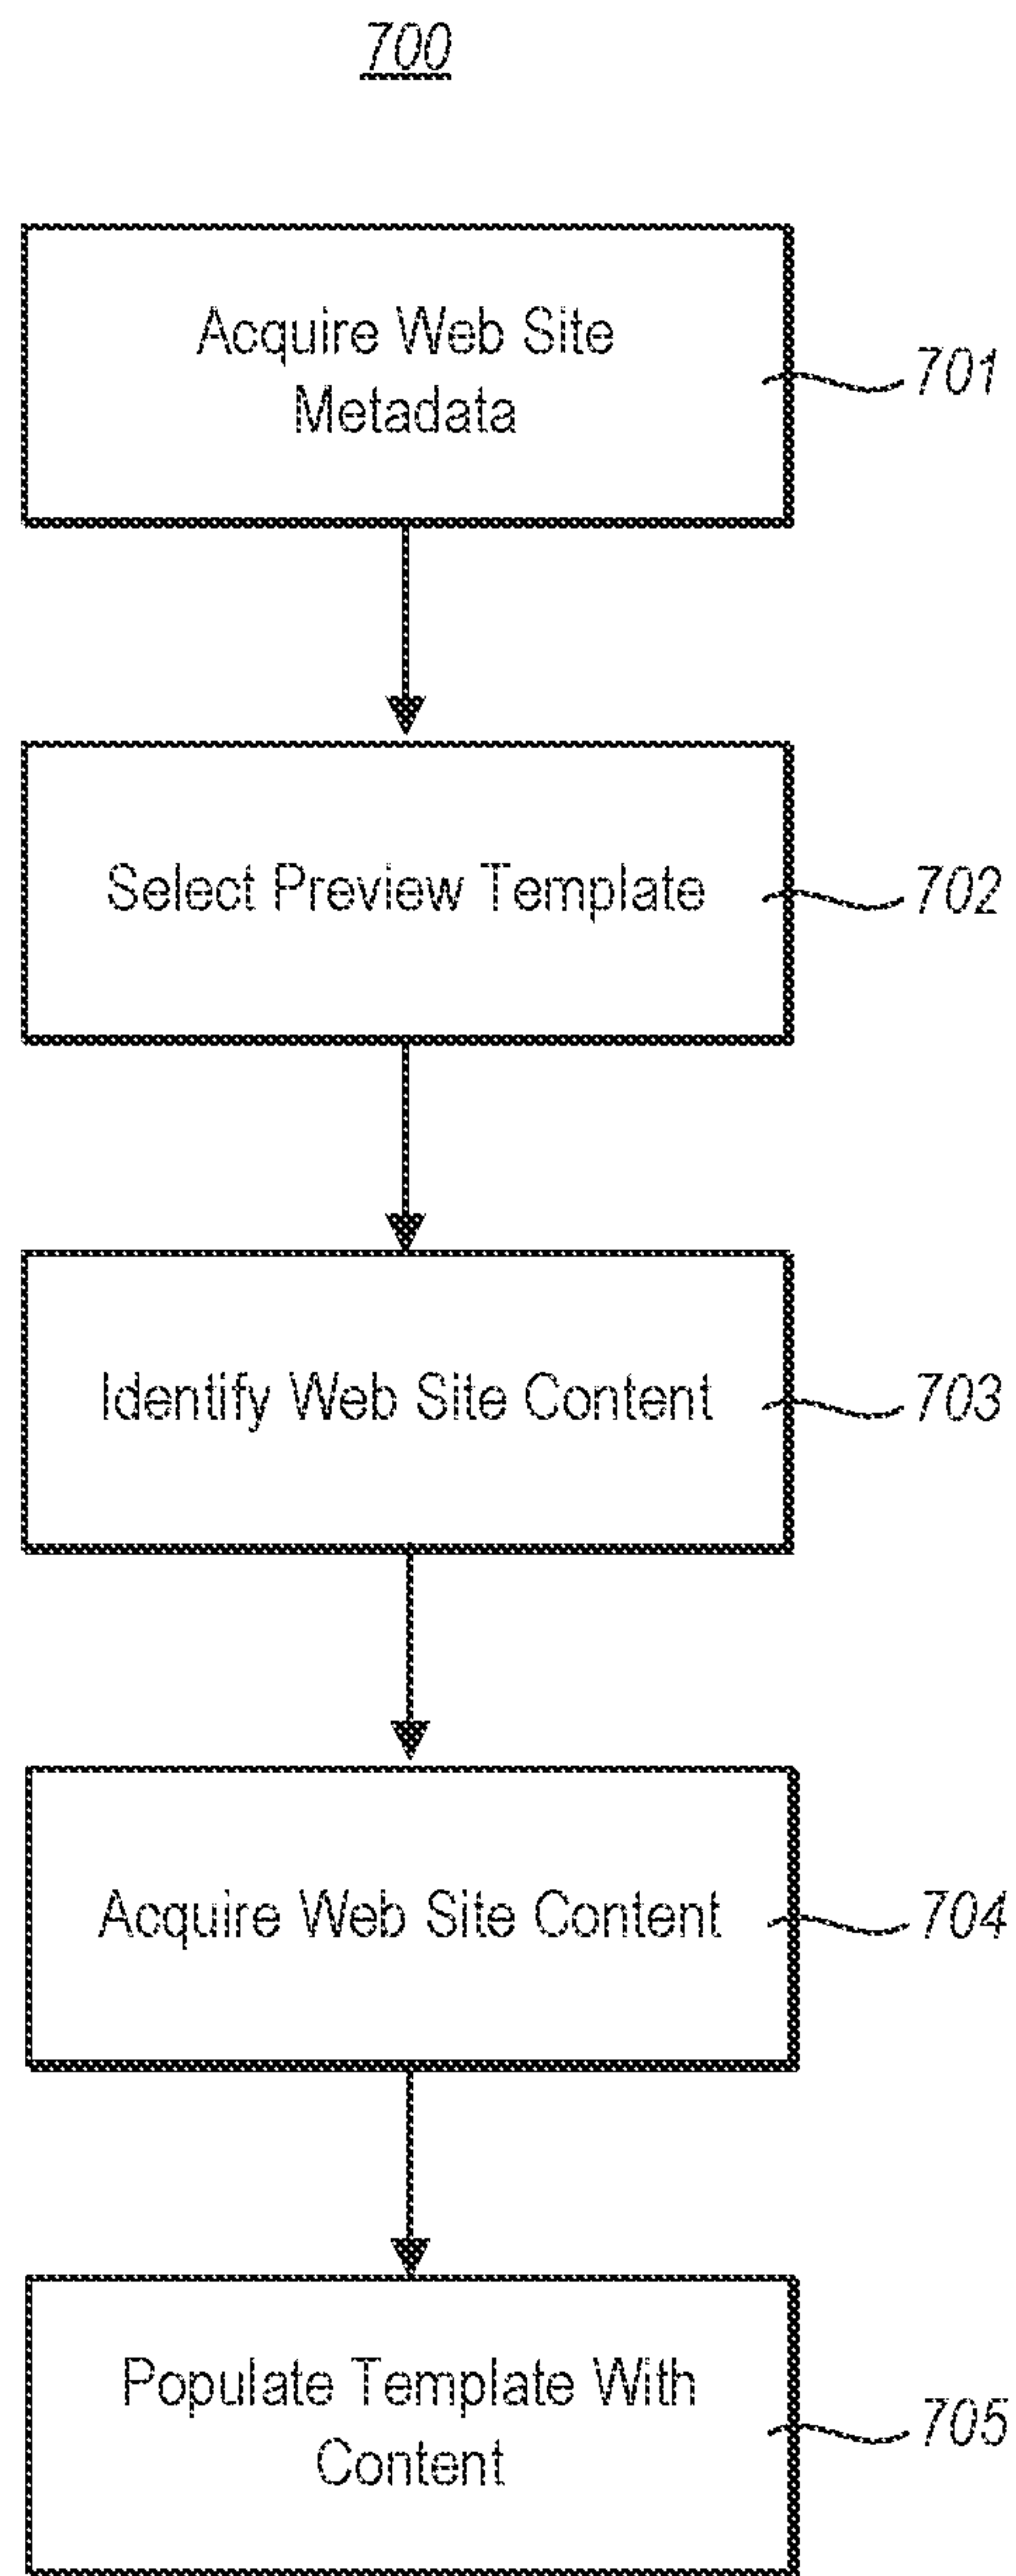 700
Acquire Web Site
Metadata
701
Select Preview Template
702
Identify Web Site Content
703
Acquire Web Site Content
704
Populate Template With
Content
705